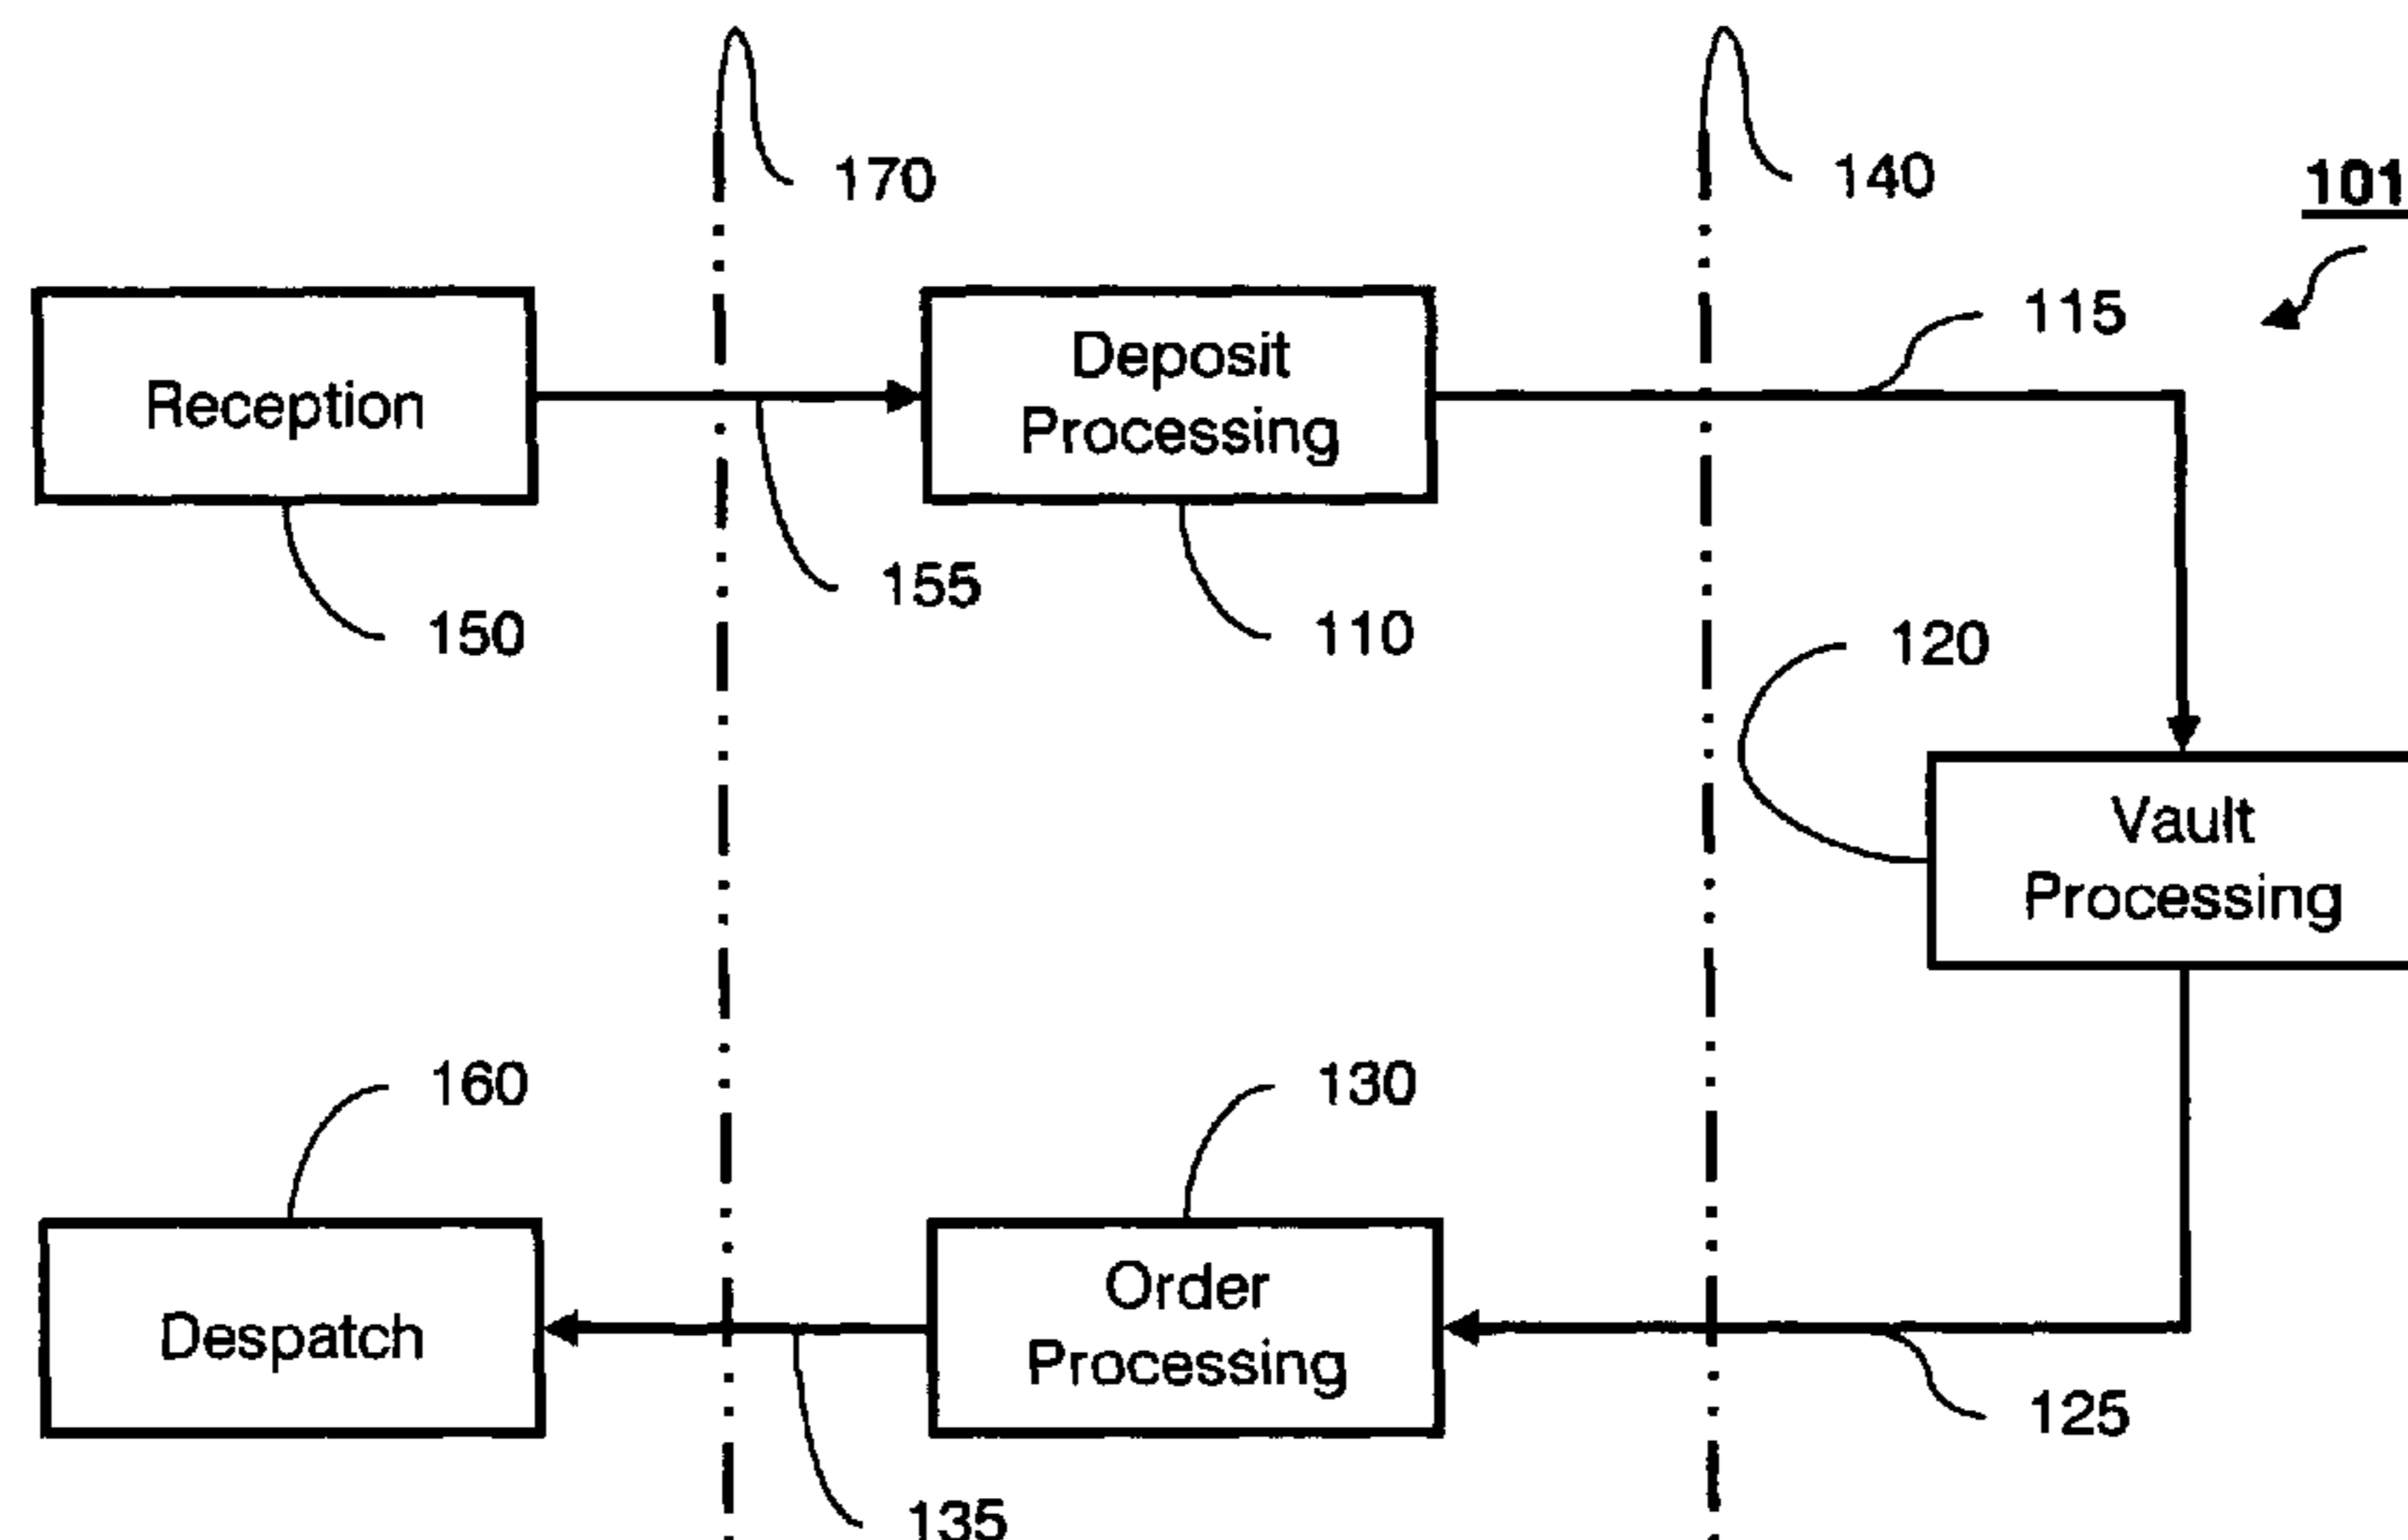 170
140
101
115
Reception
Deposit
Processing
155
150
110
120
Vault
Processing
160
130
Despatch
Order
Processing
125
135